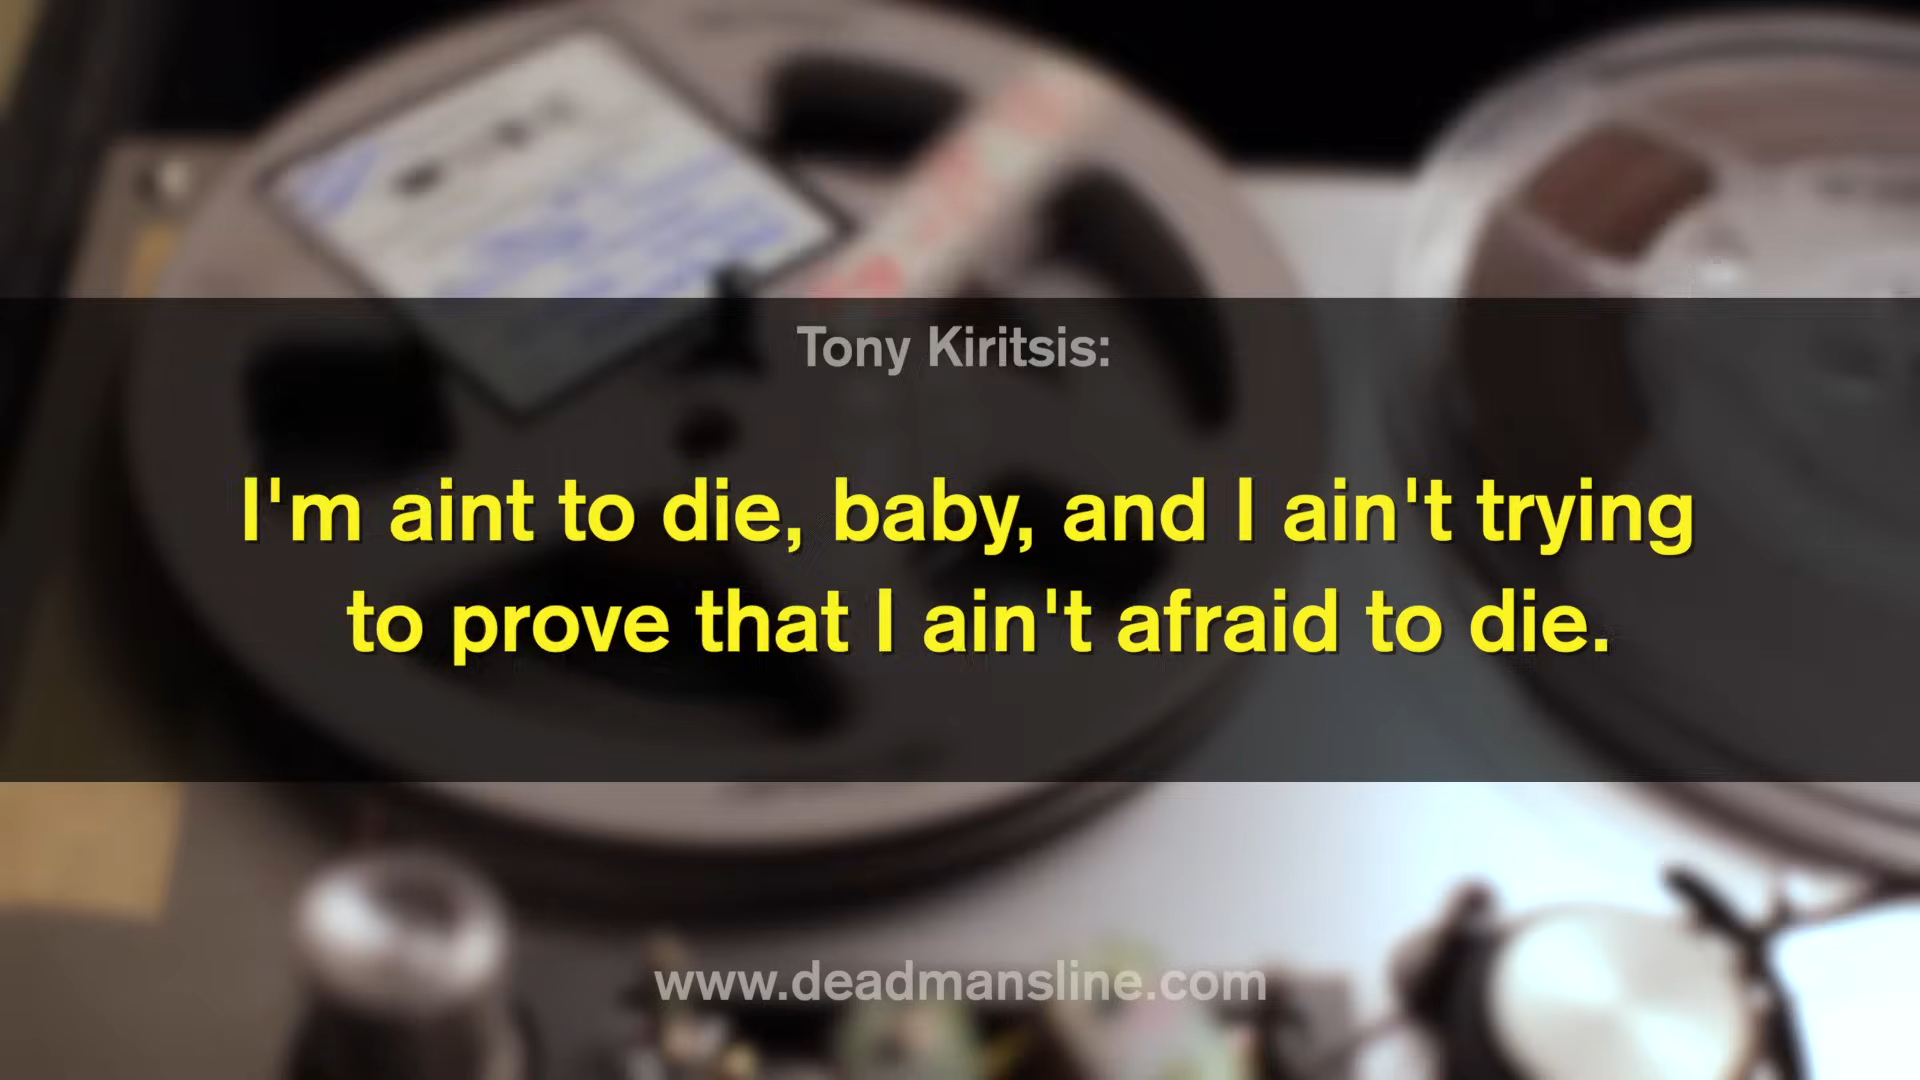 Tony Kiritsis:
I'm aint to die, baby, and I ain't trying
to prove that I ain't afraid to die.
www.deadmansline.com